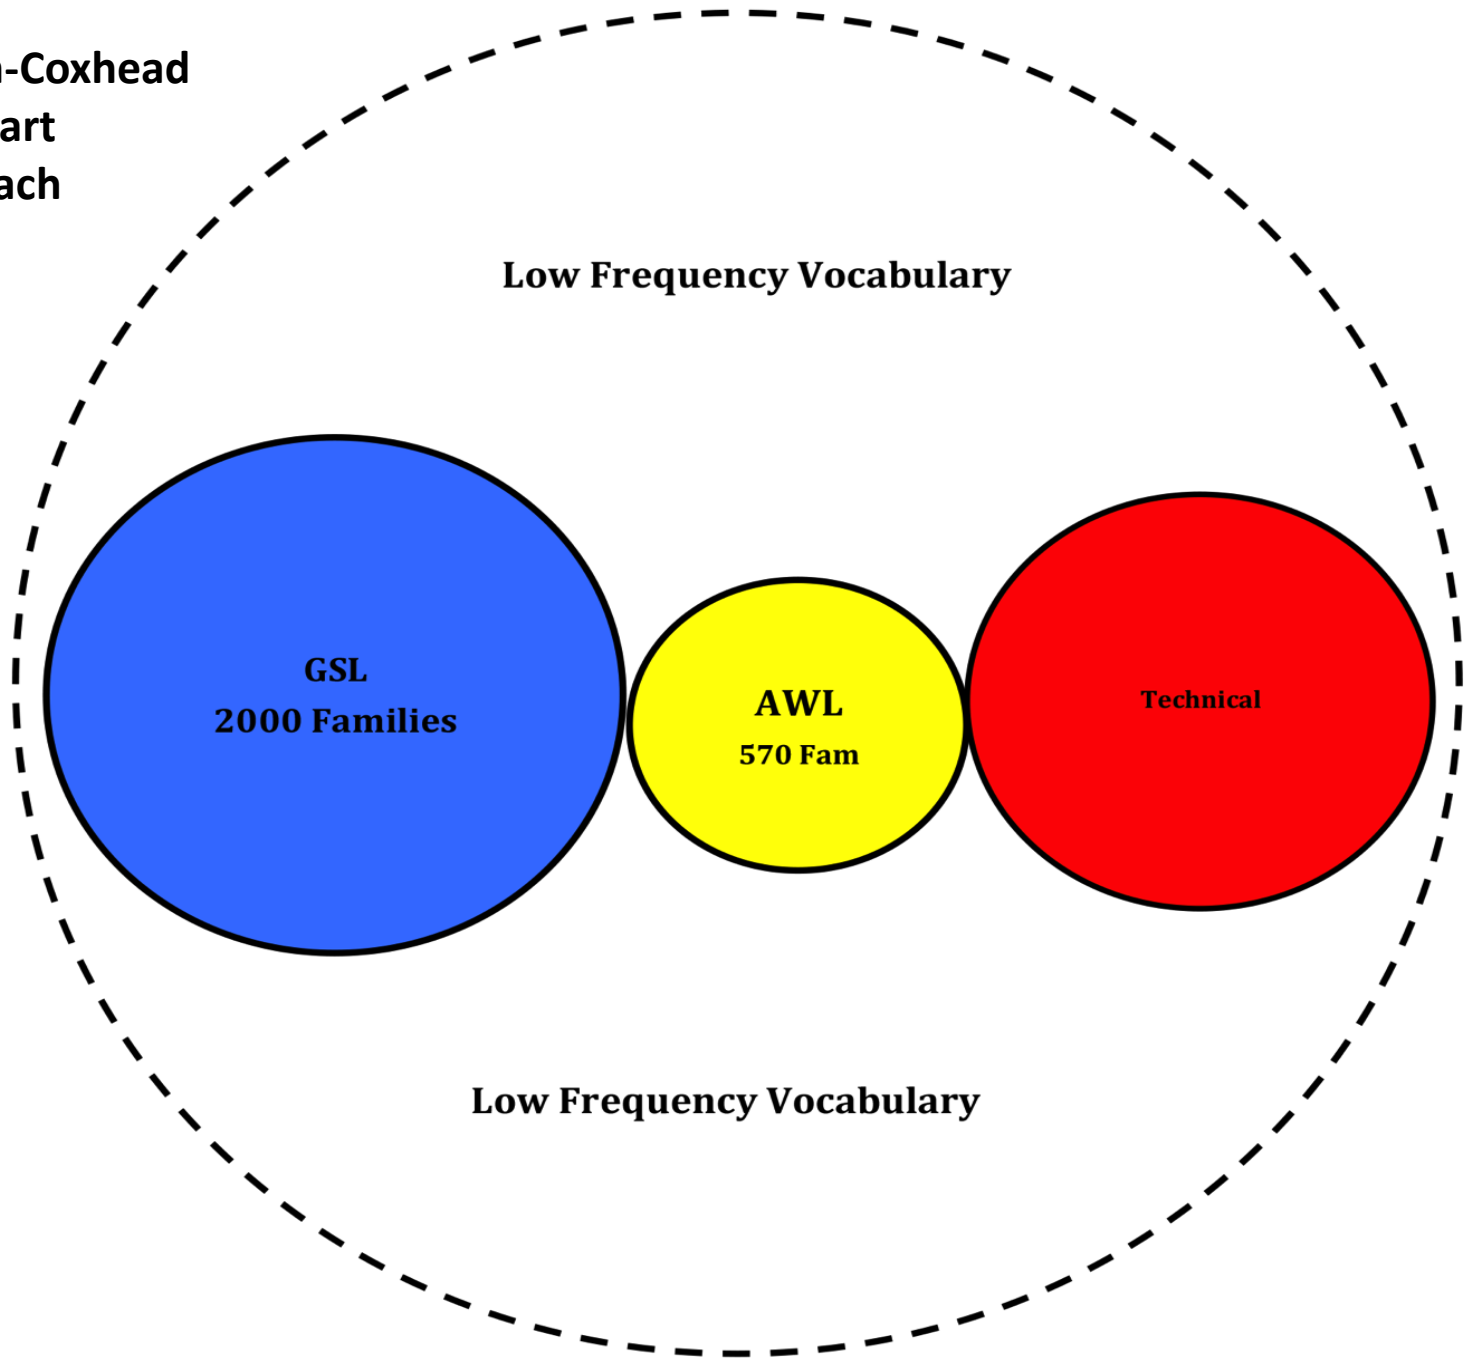 -Coxhead
art
ach
Low Frequency Vocabulary
GSL
2000 Families
AWL
570 Fam
Technical
Low Frequency Vocabulary